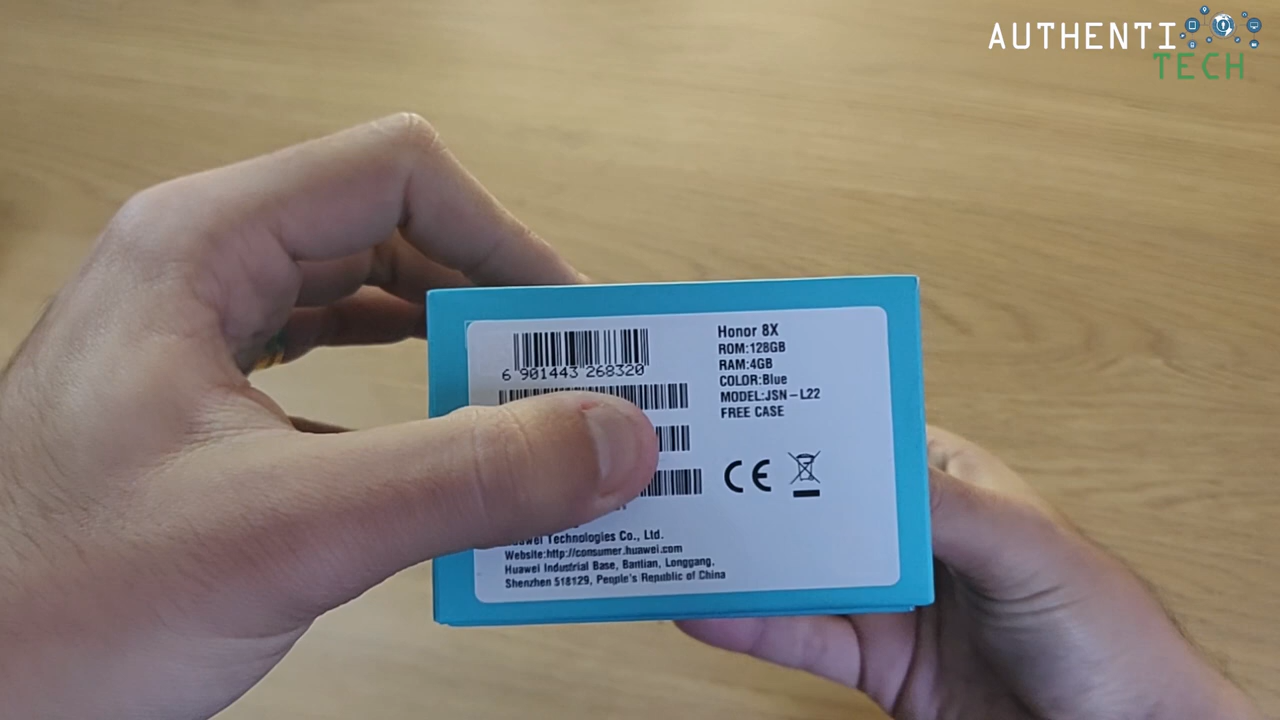 AUTHENTI
TECH
6 901443 268320
Honor 8X
ROM:128GB
RAM:4GB
COLOR:Blue
MODEL:JSN-L22
FREE CASE
CE
Technologies Co., Ltd.
Website:http://consumer.huawei.com
Huawei Industrial Base, Bantian, Longgang,
Shenzhen 518129, People's Republic of China